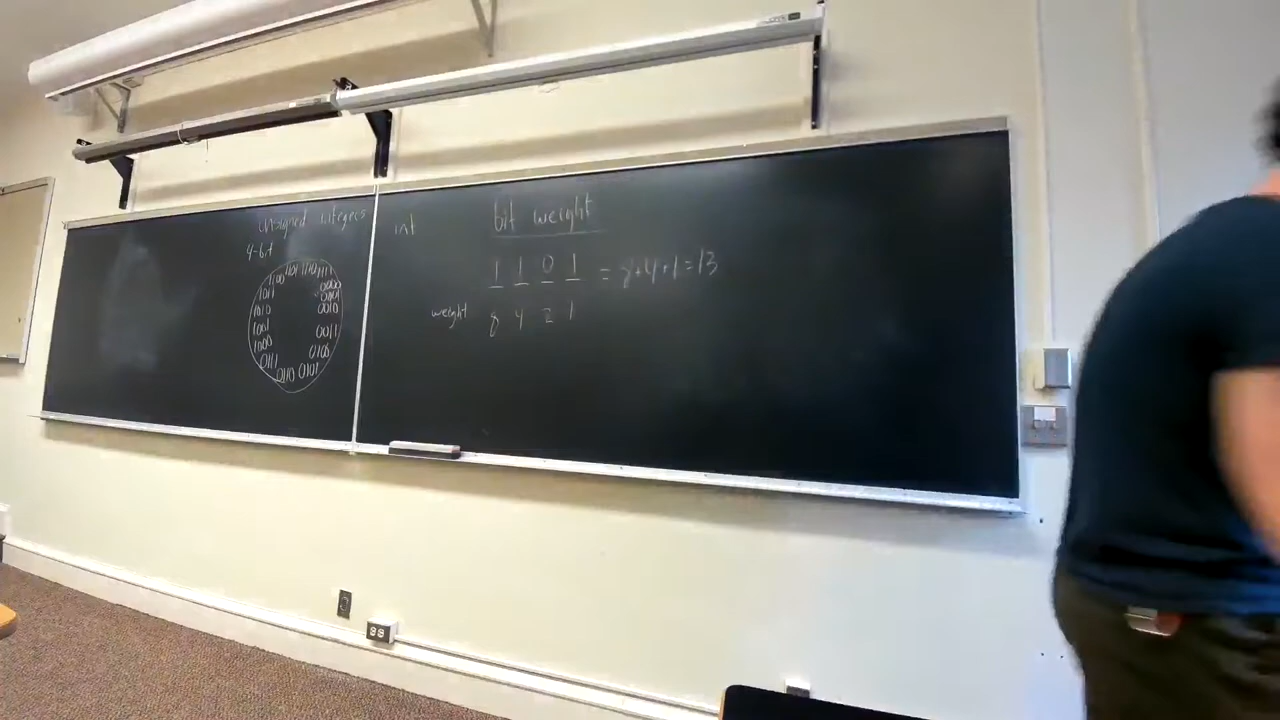 unsigned integers
4-bit
1100 1101 1110 1111
1011 0000
0001
1010 0010
1001 0011
1000 0100
0111
0110 0101
int
bit weight
1 1 0 1 = 8+4+1=13
weight 8 4 2 1